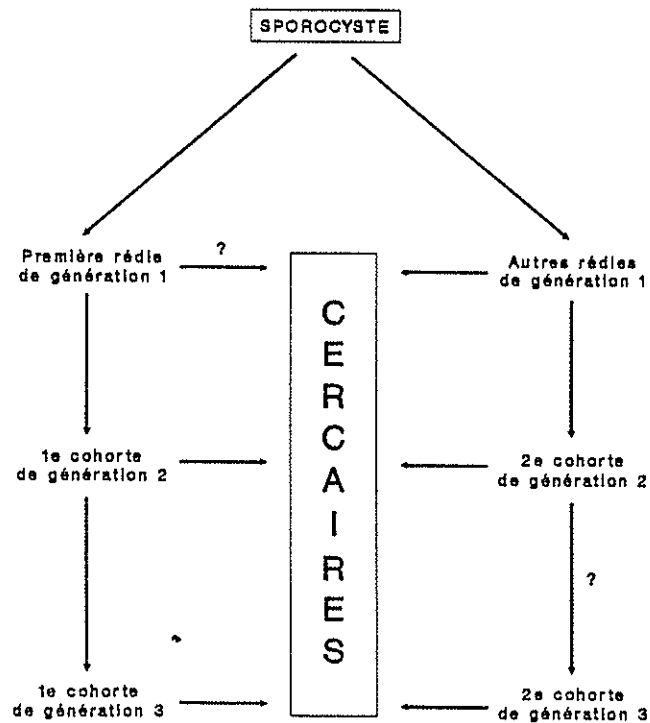 SPOROCYSTE
Première rédie
de génération 1
?
Autres rédies
de génération 1
CERCAIRES
1e cohorte
de génération 2
2e cohorte
de génération 2
?
1e cohorte
de génération 3
2e cohorte
de génération 3